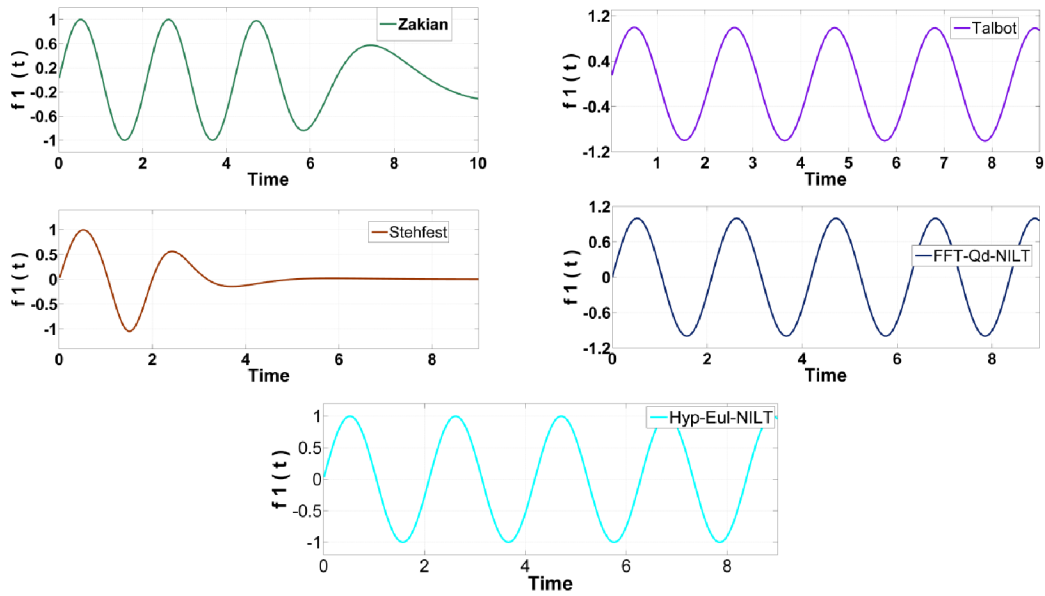 Zakian
f 1 ( t )
1
0.6
0.2
-0.2
-0.6
-1
0 2 4 6 8 10
Time
Talbot
f 1 ( t )
1.2
0.4
-0.4
-1.2
1 2 3 4 5 6 7 8 9
Time
Stehfest
f 1 ( t )
1
0.5
0
-0.5
-1
0 2 4 6 8
Time
FFT-Qd-NILT
f 1 ( t )
1.2
0.6
0
-0.6
-1.2
0 2 4 6 8
Time
Hyp-Eul-NILT
f 1 ( t )
1
0.5
0
-0.5
-1
0 2 4 6 8
Time